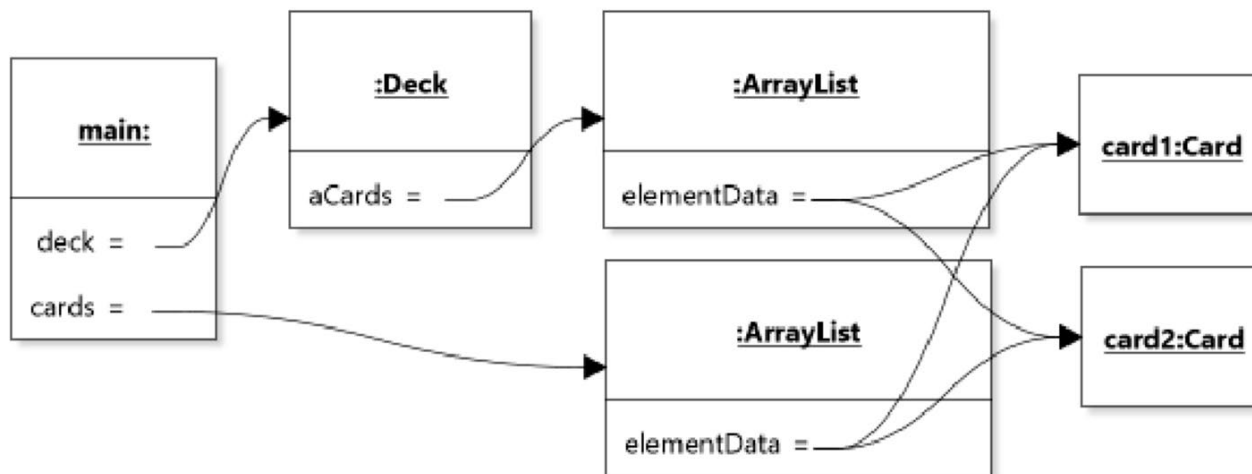 main:
deck =
cards =
:Deck
aCards =
:ArrayList
elementData =
:ArrayList
elementData =
card1:Card
card2:Card